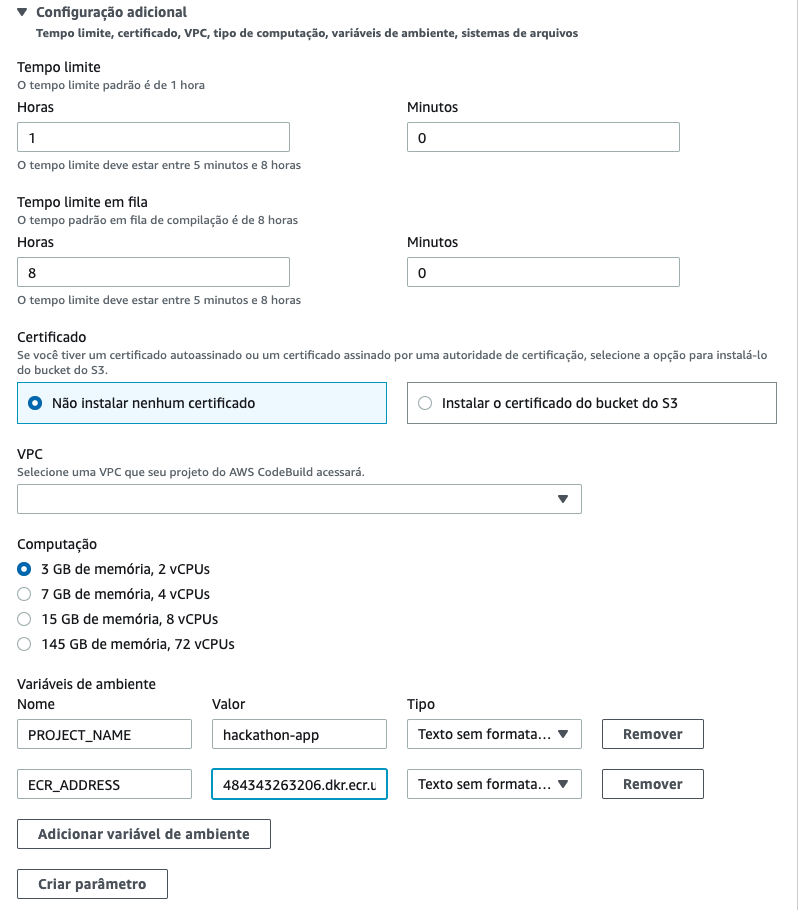 Configuração adicional
Tempo limite, certificado, VPC, tipo de computação, variáveis de ambiente, sistemas de arquivos
Tempo limite
O tempo limite padrão é de 1 hora
Horas Minutos
1 0
O tempo limite deve estar entre 5 minutos e 8 horas
Tempo limite em fila
O tempo padrão em fila de compilação é de 8 horas
Horas Minutos
8 0
O tempo limite deve estar entre 5 minutos e 8 horas
Certificado
Se você tiver um certificado autoassinado ou um certificado assinado por uma autoridade de certificação, selecione a opção para instalá-lo
do bucket do S3.
Não instalar nenhum certificado Instalar o certificado do bucket do S3
VPC
Selecione uma VPC que seu projeto do AWS CodeBuild acessará.
Computação
3 GB de memória, 2 vCPUs
7 GB de memória, 4 vCPUs
15 GB de memória, 8 vCPUs
145 GB de memória, 72 vCPUs
Variáveis de ambiente
Nome Valor Tipo
PROJECT_NAME hackathon-app Texto sem formata... Remover
ECR_ADDRESS 484343263206.dkr.ecr.u Texto sem formata... Remover
Adicionar variável de ambiente
Criar parâmetro